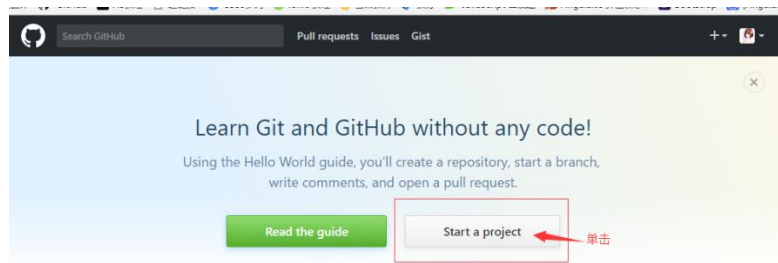 Search GitHub
Pull requests Issues Gist
Learn Git and GitHub without any code!
Using the Hello World guide, you'll create a repository, start a branch,
write comments, and open a pull request.
Read the guide
Start a project
单击